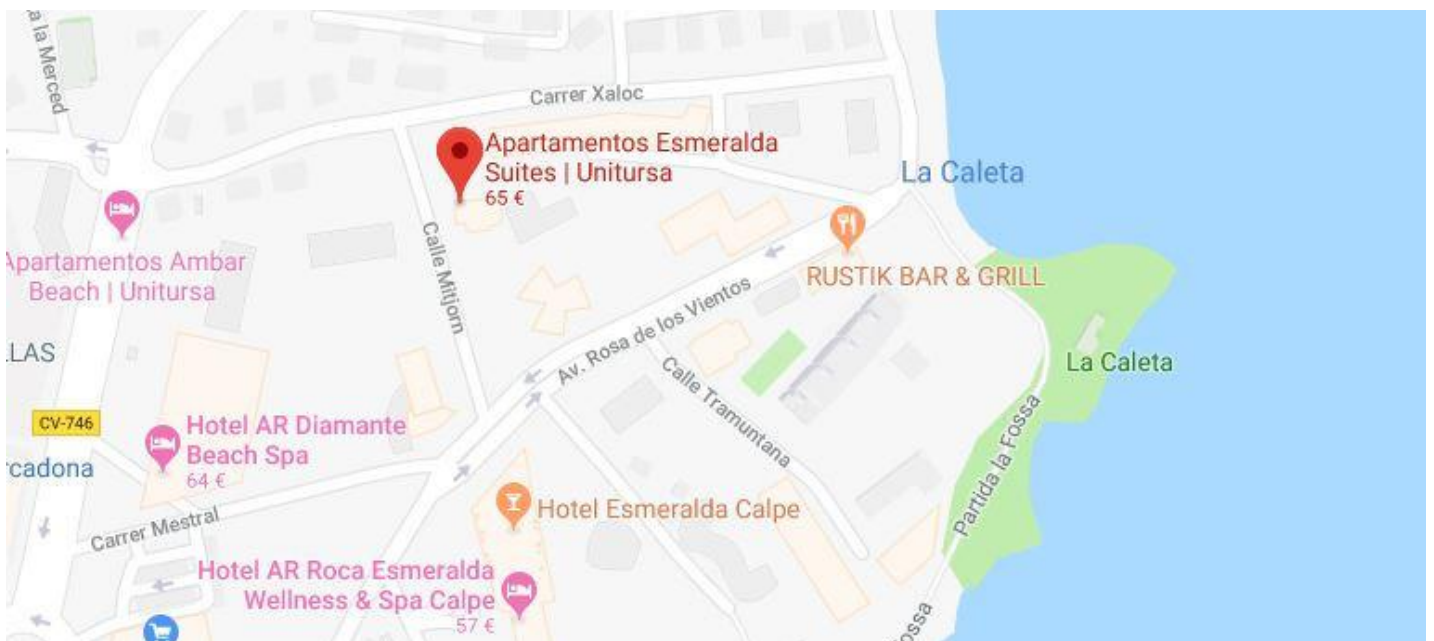 a la Merced
Carrer Xaloc
Apartamentos Esmeralda
Suites | Unitursa
65 €
La Caleta
Calle Mitjorn
Apartamentos Ambar
Beach | Unitursa
RUSTIK BAR & GRILL
Av. Rosa de los Vientos
LLAS
La Caleta
Calle Tramuntana
CV-746
Hotel AR Diamante
Beach Spa
64 €
rcadona
Partida la Fossa
Hotel Esmeralda Calpe
Carrer Mestral
Hotel AR Roca Esmeralda
Wellness & Spa Calpe
57 €
Fossa